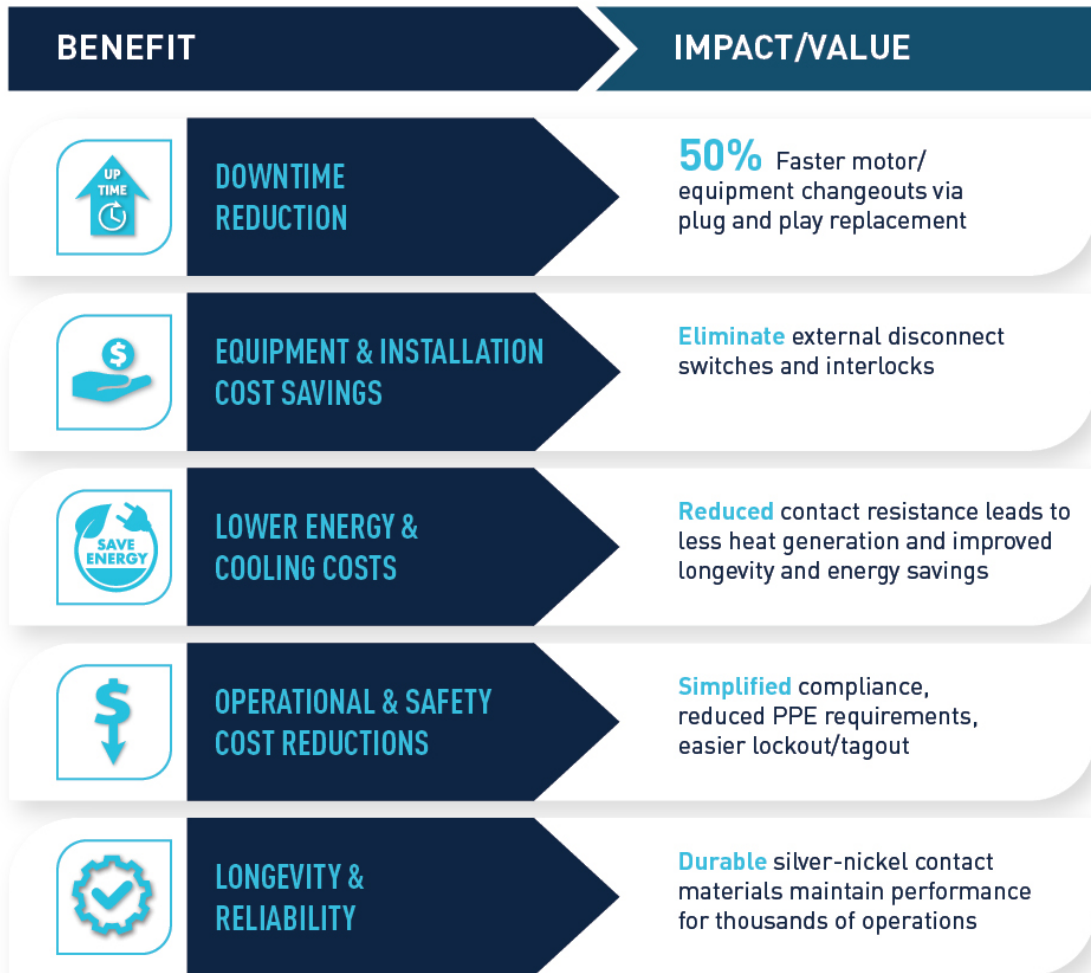 BENEFIT
IMPACT/VALUE
UP
TIME
DOWNTIME
REDUCTION
50% Faster motor/
equipment changeouts via
plug and play replacement
$
EQUIPMENT & INSTALLATION
COST SAVINGS
Eliminate external disconnect
switches and interlocks
SAVE
ENERGY
LOWER ENERGY &
COOLING COSTS
Reduced contact resistance leads to
less heat generation and improved
longevity and energy savings
$
OPERATIONAL & SAFETY
COST REDUCTIONS
Simplified compliance,
reduced PPE requirements,
easier lockout/tagout
LONGEVITY &
RELIABILITY
Durable silver-nickel contact
materials maintain performance
for thousands of operations